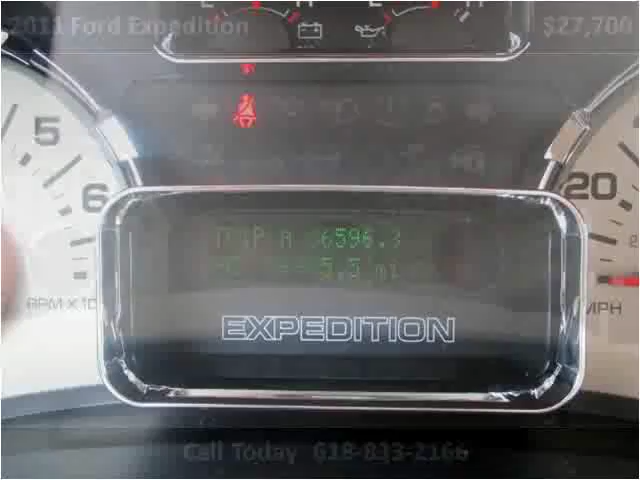 2011 Ford Expedition $27,700
E H E H
5
6
20
TRIP A 6596.3
5.5 mi
RPM X 10
MPH
EXPEDITION
Call Today 618-833-2166